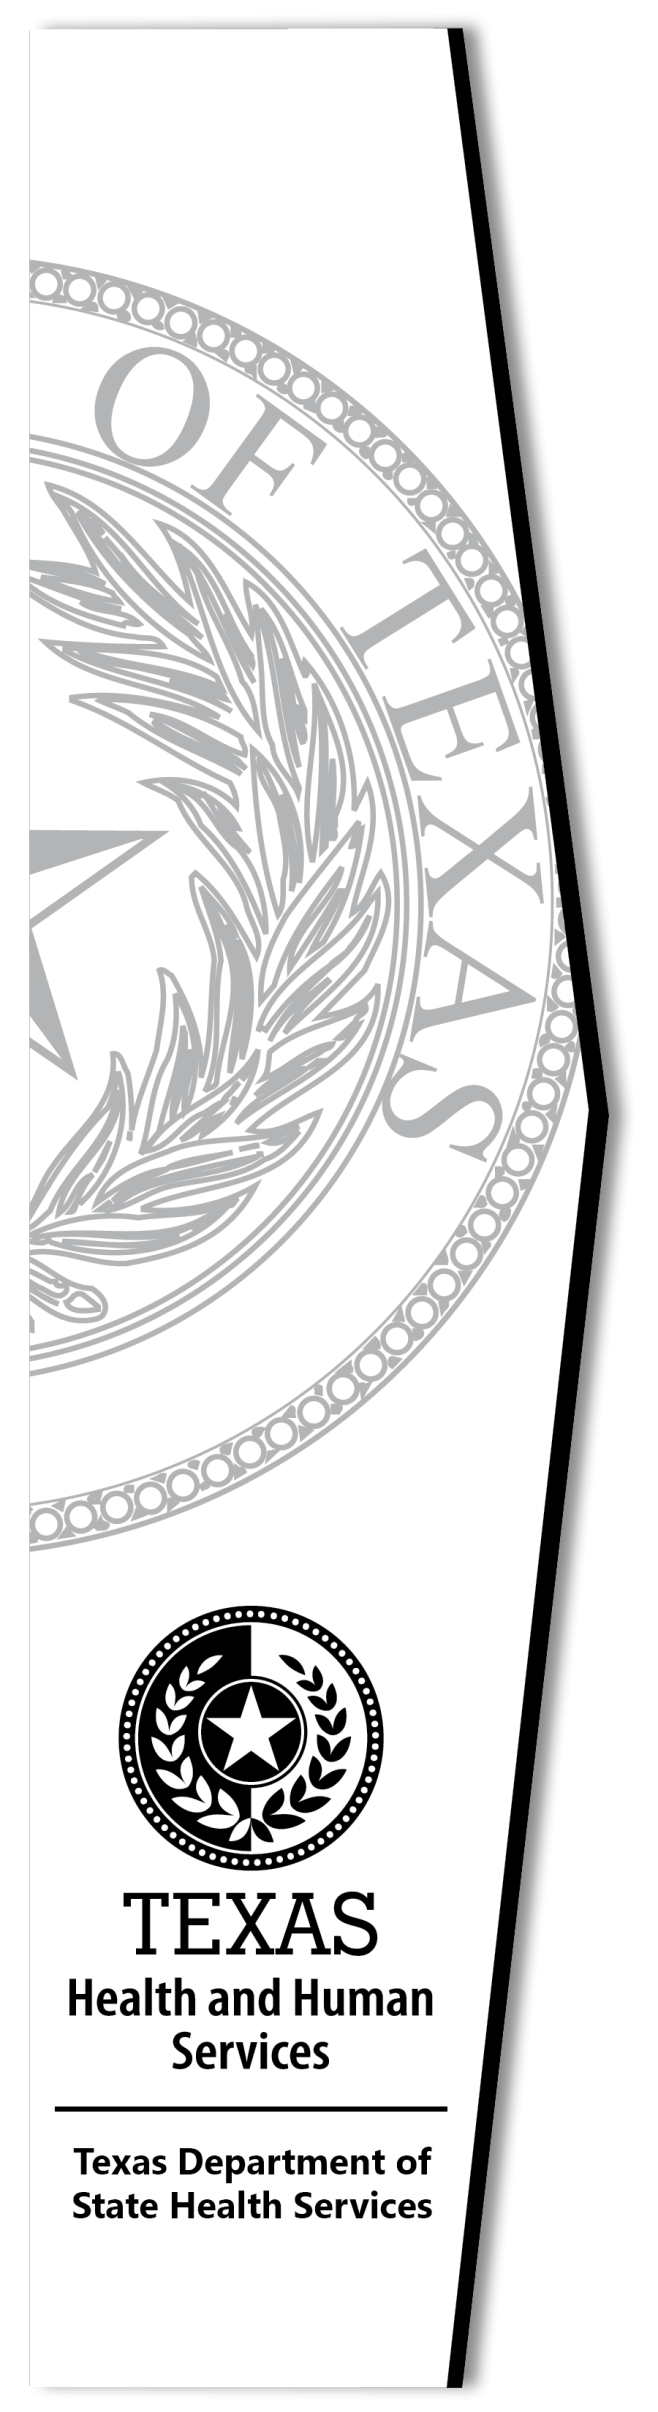 OF TEXAS
TEXAS
Health and Human
Services
Texas Department of
State Health Services